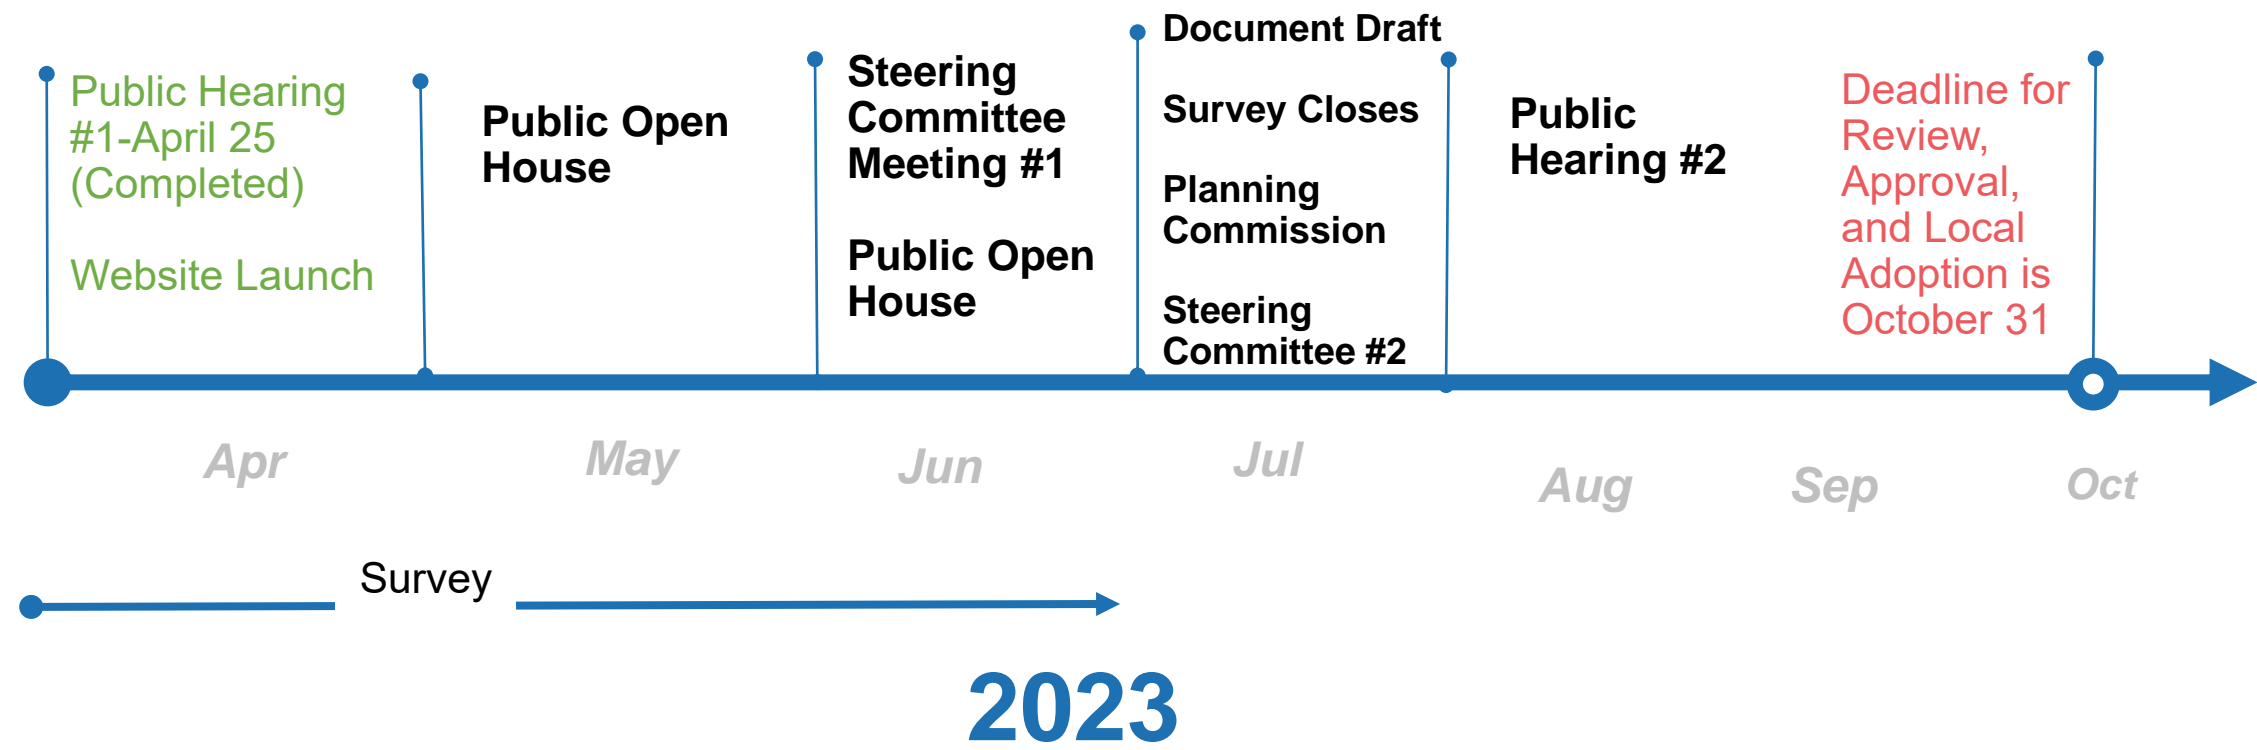 Public Hearing
#1-April 25
(Completed)
Website Launch
Public Open
House
Steering
Committee
Meeting #1
Public Open
House
Document Draft
Survey Closes
Planning
Commission
Steering
Committee #2
Public
Hearing #2
Deadline for
Review,
Approval,
and Local
Adoption is
October 31
Apr
May
Jun
Jul
Aug
Sep
Oct
Survey
2023